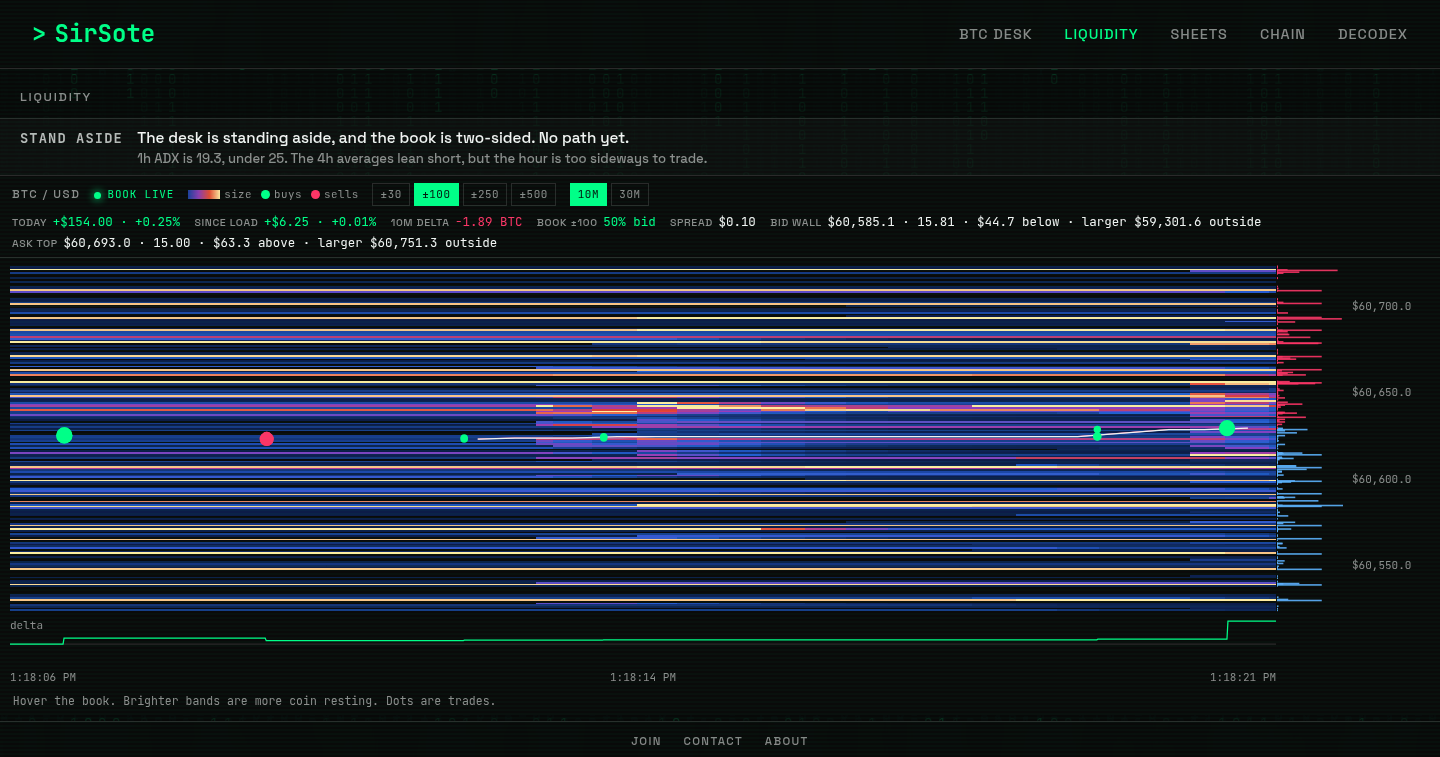 > SirSote
BTC DESK LIQUIDITY SHEETS CHAIN DECODEX
LIQUIDITY
STAND ASIDE The desk is standing aside, and the book is two-sided. No path yet.
1h ADX is 19.3, under 25. The 4h averages lean short, but the hour is too sideways to trade.
BTC / USD BOOK LIVE size buys sells ±30 ±100 ±250 ±500 10M 30M
TODAY +$154.00 · +0.25% SINCE LOAD +$6.25 · +0.01% 10M DELTA -1.89 BTC BOOK ±100 50% bid SPREAD $0.10 BID WALL $60,585.1 · 15.81 · $44.7 below · larger $59,301.6 outside
ASK TOP $60,693.0 · 15.00 · $63.3 above · larger $60,751.3 outside
$60,700.0
$60,650.0
$60,600.0
$60,550.0
delta
1:18:06 PM 1:18:14 PM 1:18:21 PM
Hover the book. Brighter bands are more coin resting. Dots are trades.
JOIN CONTACT ABOUT